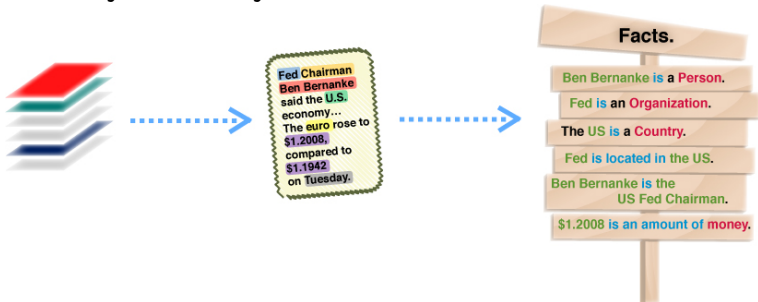 Fed Chairman
Ben Bernanke
said the U.S.
economy...
The euro rose to
$1.2008,
compared to
$1.1942
on Tuesday.
Facts.
Ben Bernanke is a Person.
Fed is an Organization.
The US is a Country.
Fed is located in the US.
Ben Bernanke is the
US Fed Chairman.
$1.2008 is an amount of money.